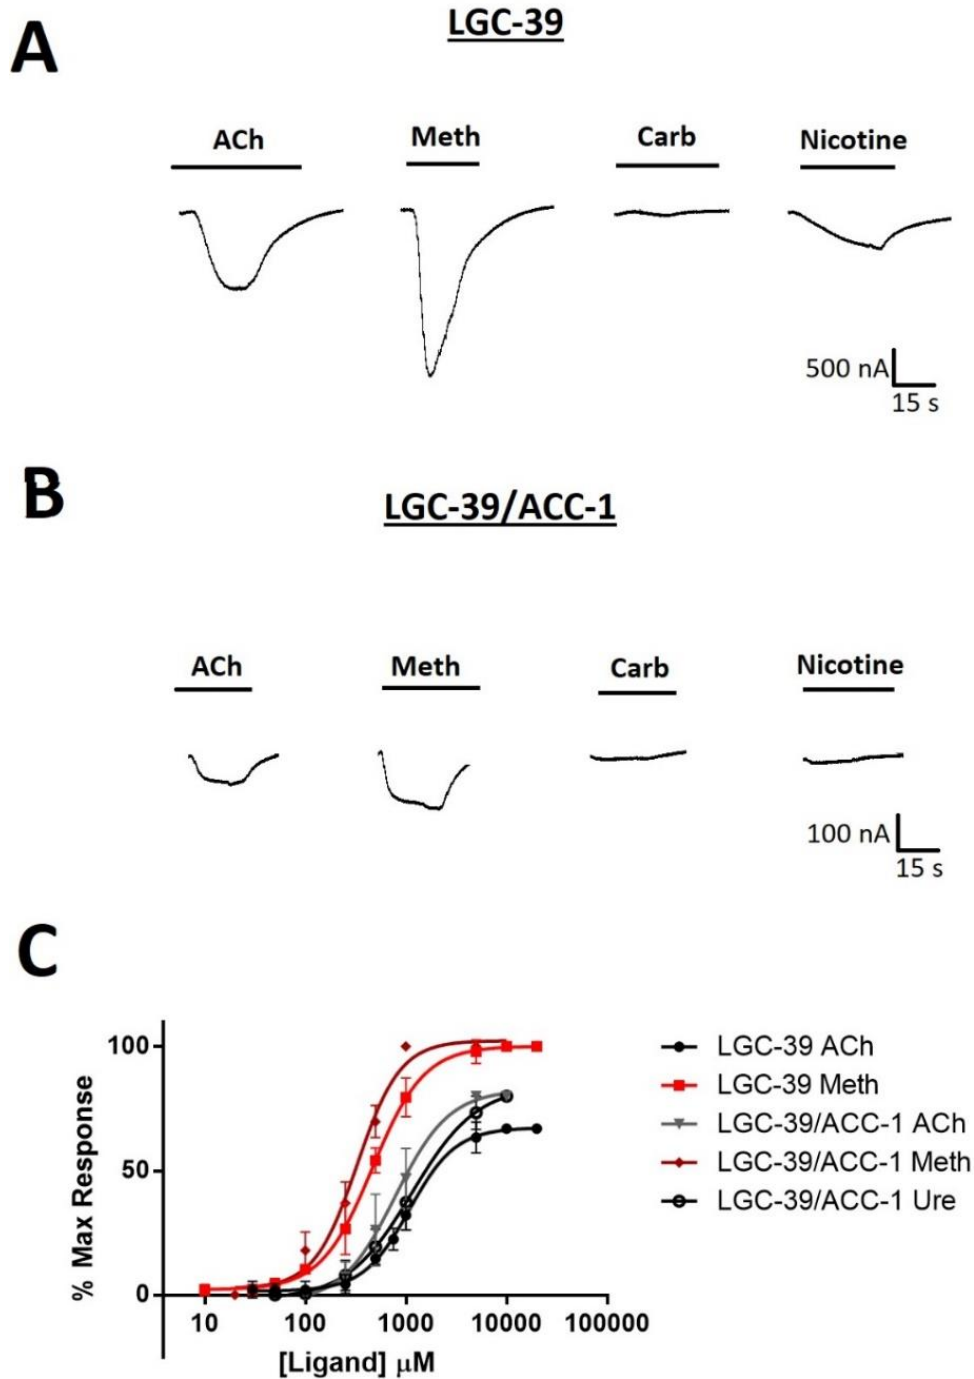 A
LGC-39
ACh Meth Carb Nicotine
500 nA
15 s
B
LGC-39/ACC-1
ACh Meth Carb Nicotine
100 nA
15 s
C
% Max Response
100
50
0
10 100 1000 10000 100000
[Ligand] μM
LGC-39 ACh
LGC-39 Meth
LGC-39/ACC-1 ACh
LGC-39/ACC-1 Meth
LGC-39/ACC-1 Ure